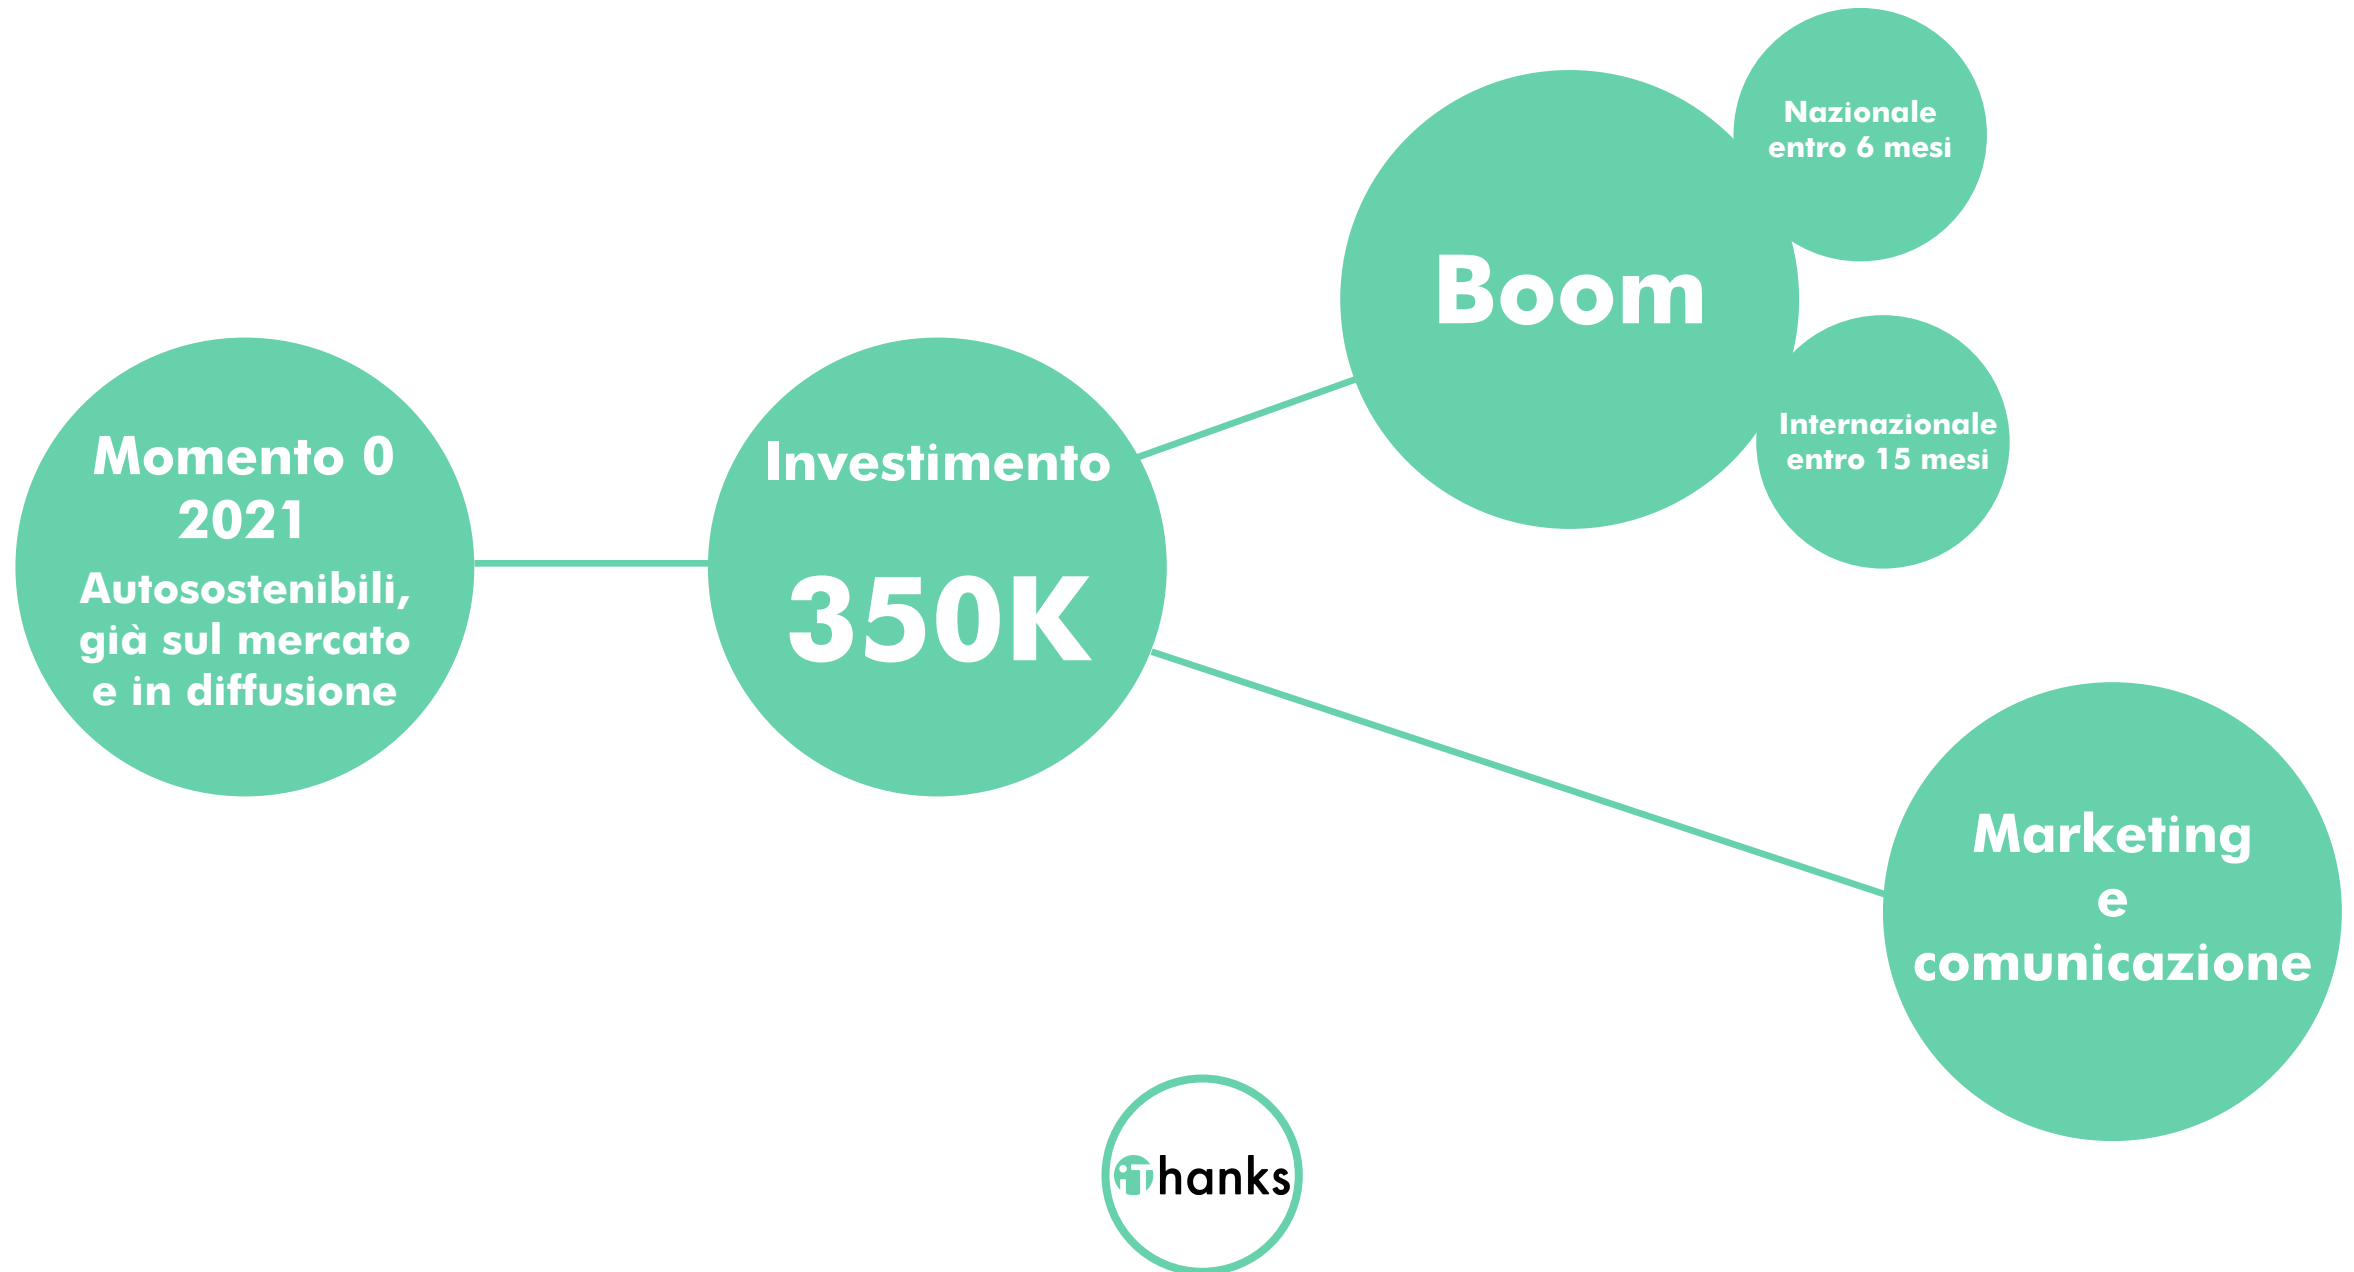 Momento 0
2021
Autosostenibili,
già sul mercato
e in diffusione
Investimento
350K
Boom
Nazionale
entro 6 mesi
Internazionale
entro 15 mesi
Marketing
e
comunicazione
iThanks